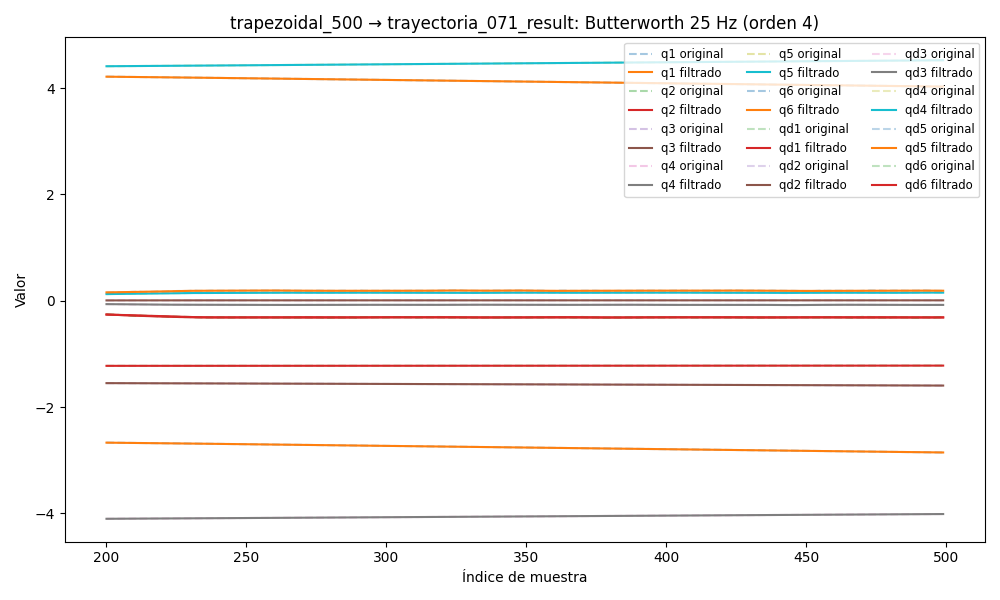 trapezoidal_500 → trayectoria_071_result: Butterworth 25 Hz (orden 4)
q1 original
q1 filtrado
q2 original
q2 filtrado
q3 original
q3 filtrado
q4 original
q4 filtrado
q5 original
q5 filtrado
q6 original
q6 filtrado
qd1 original
qd1 filtrado
qd2 original
qd2 filtrado
qd3 original
qd3 filtrado
qd4 original
qd4 filtrado
qd5 original
qd5 filtrado
qd6 original
qd6 filtrado
Valor
4
2
0
−2
−4
200
250
300
350
400
450
500
Índice de muestra